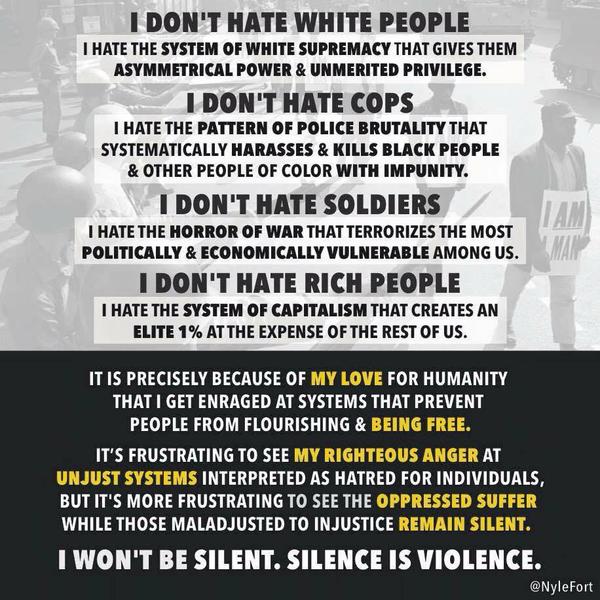 I DON'T HATE WHITE PEOPLE
I HATE THE SYSTEM OF WHITE SUPREMACY THAT GIVES THEM
ASYMMETRICAL POWER & UNMERITED PRIVILEGE.
I DON'T HATE COPS
I HATE THE PATTERN OF POLICE BRUTALITY THAT
SYSTEMATICALLY HARASSES & KILLS BLACK PEOPLE
& OTHER PEOPLE OF COLOR WITH IMPUNITY.
I DON'T HATE SOLDIERS
I HATE THE HORROR OF WAR THAT TERRORIZES THE MOST
POLITICALLY & ECONOMICALLY VULNERABLE AMONG US.
I DON'T HATE RICH PEOPLE
I HATE THE SYSTEM OF CAPITALISM THAT CREATES AN
ELITE 1% AT THE EXPENSE OF THE REST OF US.
I AM
MAN
IT IS PRECISELY BECAUSE OF MY LOVE FOR HUMANITY
THAT I GET ENRAGED AT SYSTEMS THAT PREVENT
PEOPLE FROM FLOURISHING & BEING FREE.
IT'S FRUSTRATING TO SEE MY RIGHTEOUS ANGER AT
UNJUST SYSTEMS INTERPRETED AS HATRED FOR INDIVIDUALS,
BUT IT'S MORE FRUSTRATING TO SEE THE OPPRESSED SUFFER
WHILE THOSE MALADJUSTED TO INJUSTICE REMAIN SILENT.
I WON'T BE SILENT. SILENCE IS VIOLENCE.
@NyleFort